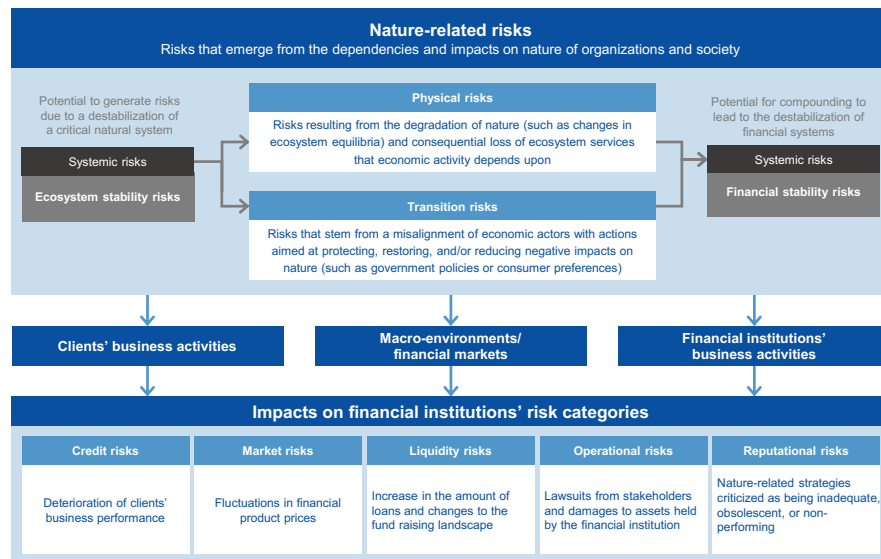 Nature-related risks
Risks that emerge from the dependencies and impacts on nature of organizations and society
Potential to generate risks
due to a destabilization of
a critical natural system
Systemic risks
Ecosystem stability risks
Physical risks
Risks resulting from the degradation of nature (such as changes in
ecosystem equilibria) and consequential loss of ecosystem services
that economic activity depends upon
Transition risks
Risks that stem from a misalignment of economic actors with actions
aimed at protecting, restoring, and/or reducing negative impacts on
nature (such as government policies or consumer preferences)
Potential for compounding to
lead to the destabilization of
financial systems
Systemic risks
Financial stability risks
Clients' business activities
Macro-environments/
financial markets
Financial institutions'
business activities
Impacts on financial institutions' risk categories
Credit risks
Deterioration of clients'
business performance
Market risks
Fluctuations in financial
product prices
Liquidity risks
Increase in the amount of
loans and changes to the
fund raising landscape
Operational risks
Lawsuits from stakeholders
and damages to assets held
by the financial institution
Reputational risks
Nature-related strategies
criticized as being inadequate,
obsolescent, or non-
performing